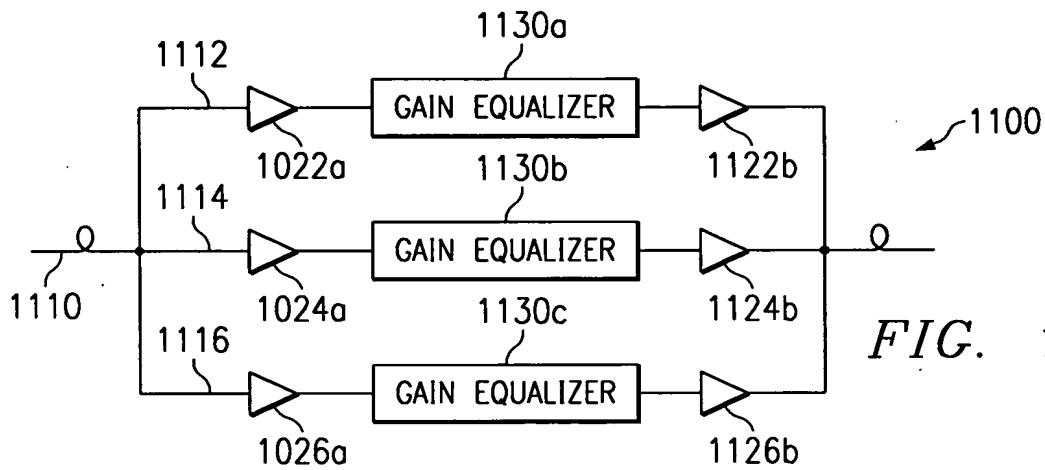 1130a
1112
GAIN EQUALIZER
1100
1022a
1122b
1130b
1114
GAIN EQUALIZER
1110
1024a
1124b
1130c
1116
FIG.
GAIN EQUALIZER
1026a
1126b